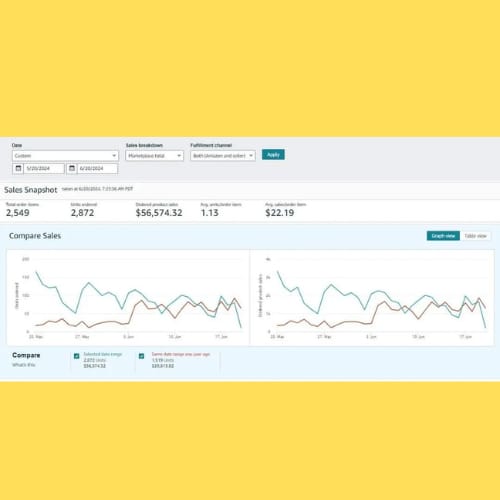 Date
Sales breakdown
Fulfillment channel
Custom
Marketplace total
Both (Amazon and seller)
Apply
5/20/2024
6/20/2024
Sales Snapshot taken at 6/20/2024, 7:23:56 AM PDT
Total order items
Units ordered
Ordered product sales
Avg. units/order item
Avg. sales/order item
2,549
2,872
$56,574.32
1.13
$22.19
Compare Sales
Graph view
Table view
Units ordered
200
150
100
50
0
20. May
27. May
3. Jun
10. Jun
17. Jun
Ordered product sales
4k
3k
2k
1k
0
20. May
27. May
3. Jun
10. Jun
17. Jun
Compare
What's this
Selected date range
2,872 Units
$56,574.32
Same date range one year ago
1,519 Units